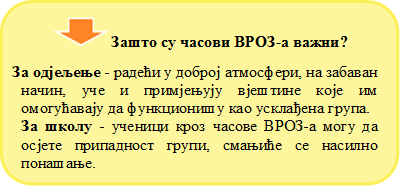 Зашто су часови ВРОЗ-а важни?
За одјељење - радећи у доброј атмосфери, на забаван
начин, уче и примјењују вјештине које им
омогућавају да функционишу као усклађена група.
За школу - ученици кроз часове ВРОЗ-а могу да
осјете припадност групи, смањиће се насилно
понашање.